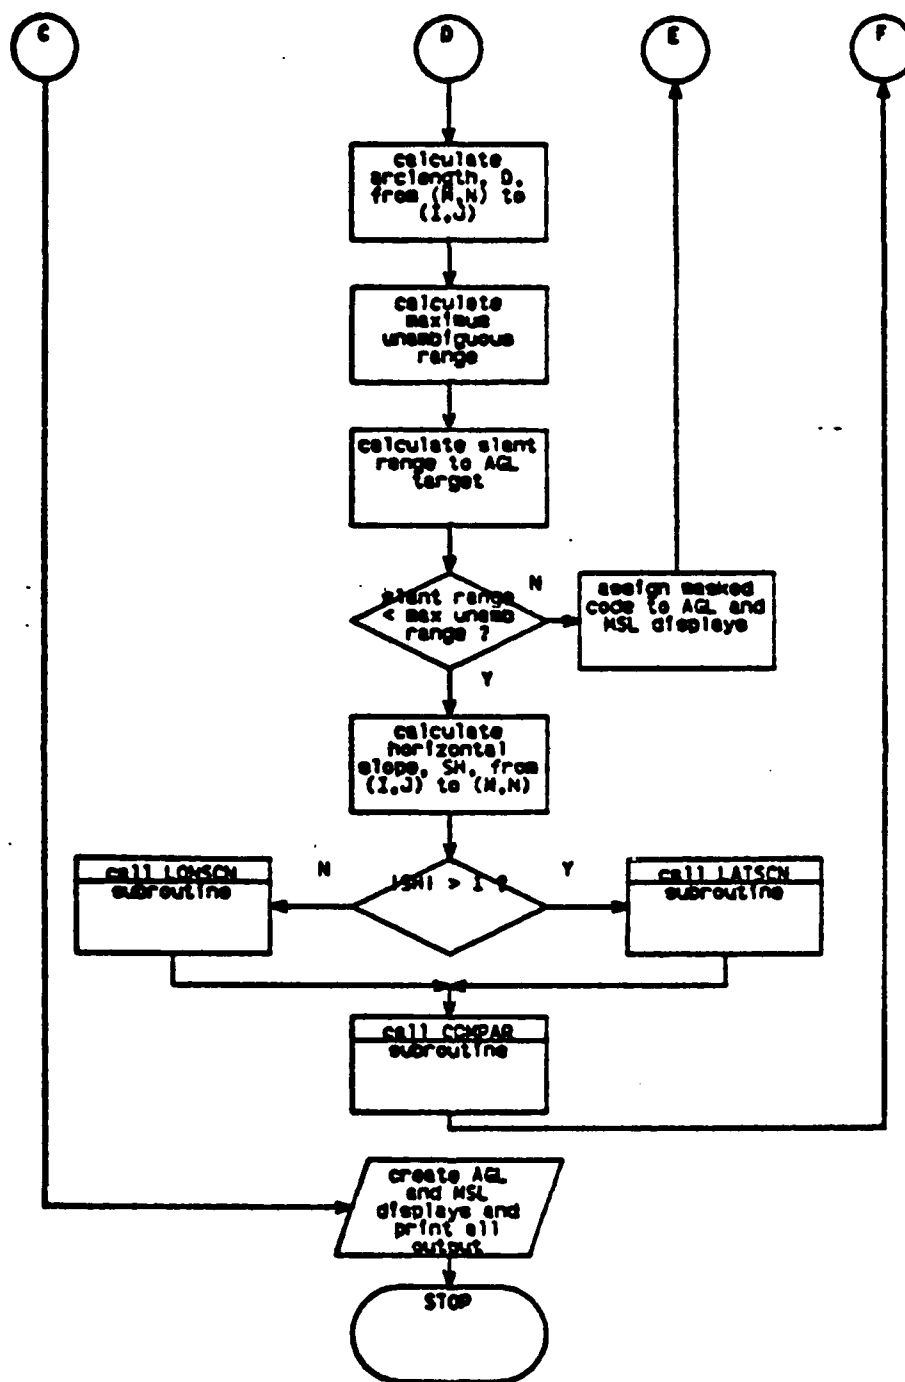 C
D
E
F
calculate
arclength, D,
from (M,N) to
(I,J)
calculate
maximum
unambiguous
range
calculate slant
range to AGL
target
slant range
< max unamb
range ?
N
assign masked
code to AGL and
MSL displays
Y
calculate
horizontal
slope, SH, from
(I,J) to (M,N)
call LONSCN
subroutine
N
|SH| > 1 ?
Y
call LATSCN
subroutine
call COMPAR
subroutine
create AGL
and MSL
displays and
print all
output
STOP